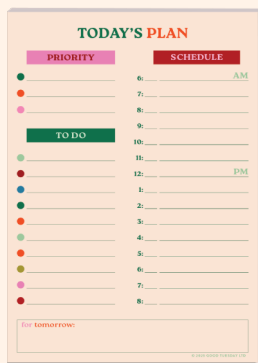 TODAY'S PLAN
PRIORITY
SCHEDULE
6:
AM
7:
8:
9:
TO DO
10:
11:
12:
PM
1:
2:
3:
4:
5:
6:
7:
8:
for tomorrow: